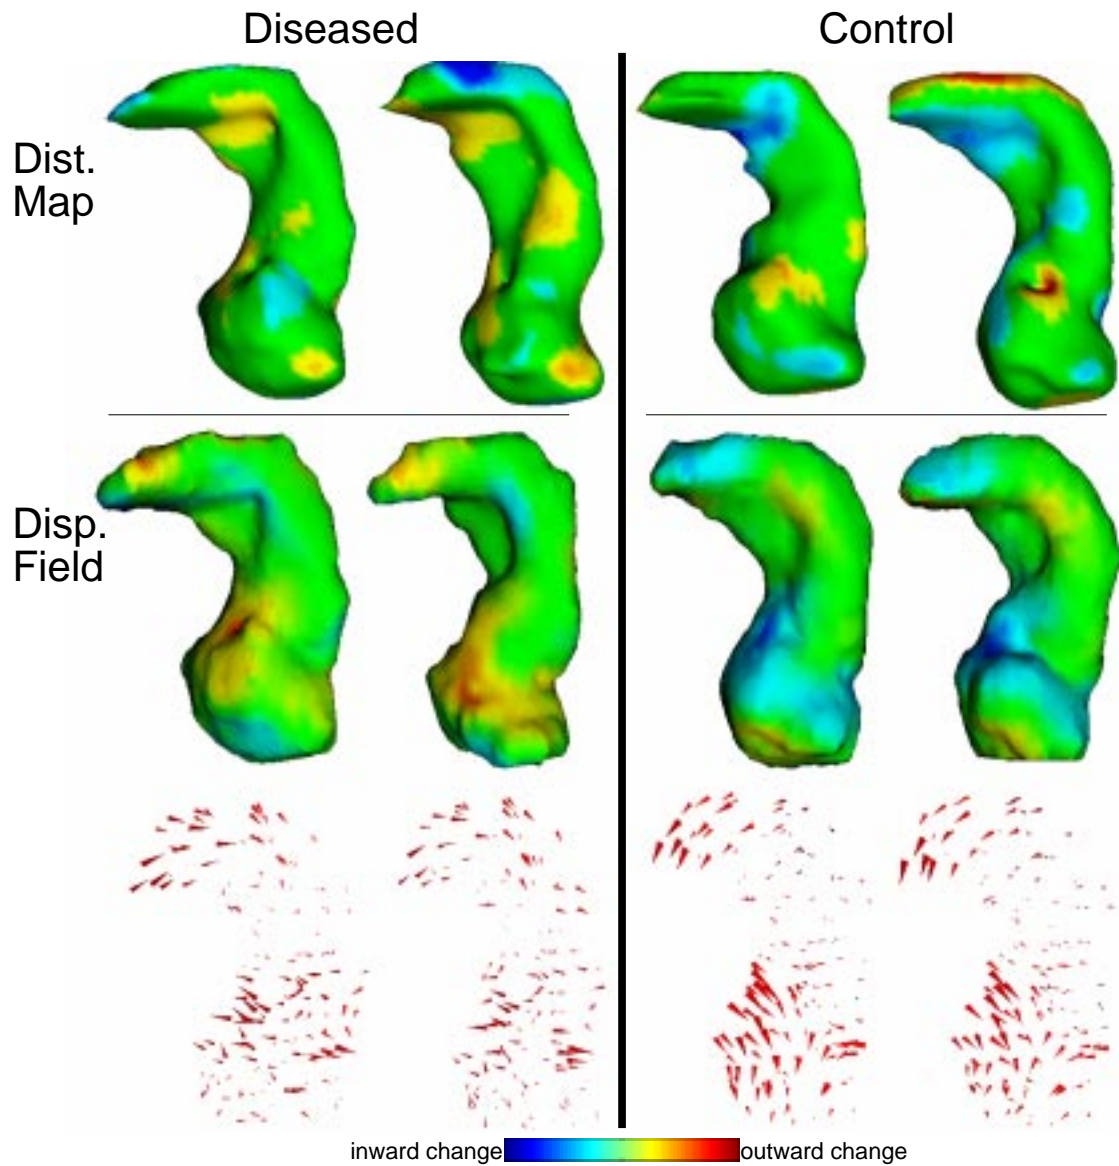 Diseased
Control
Dist.
Map
Disp.
Field
inward change
outward change